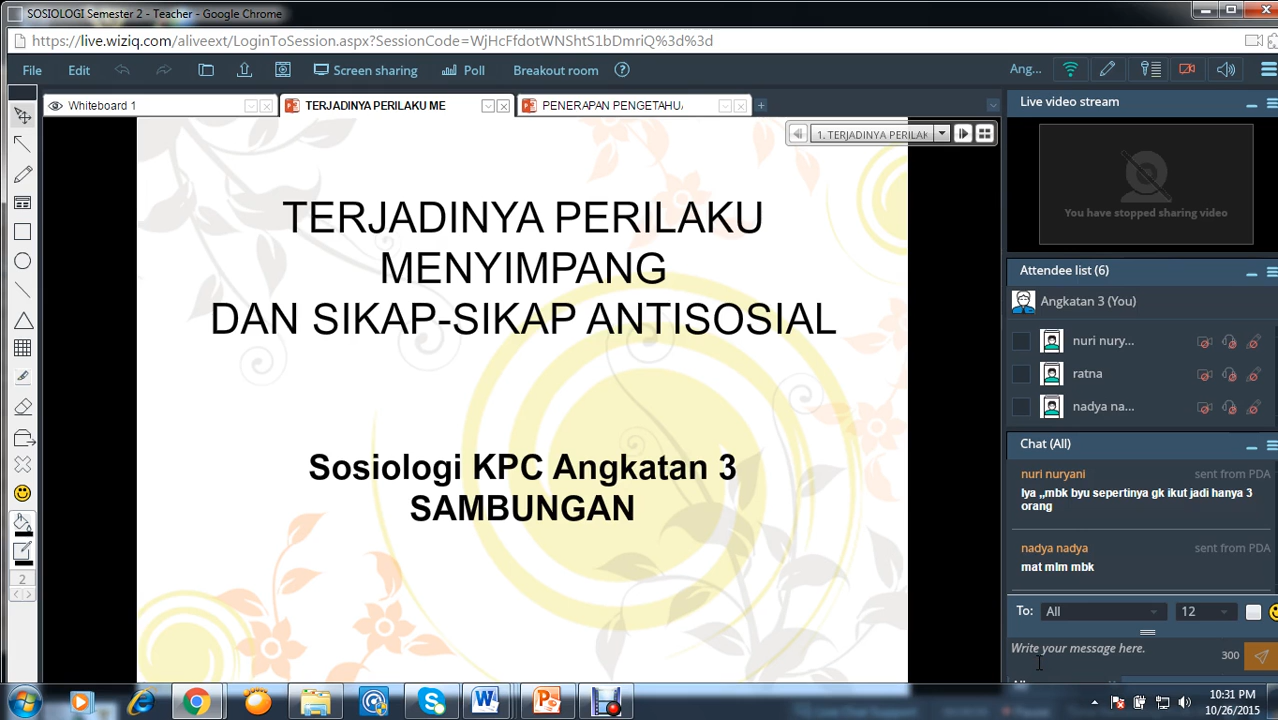 SOSIOLOGI Semester 2 - Teacher - Google Chrome
https://live.wiziq.com/aliveext/LoginToSession.aspx?SessionCode=WjHcFfdotWNShtS1bDmriQ%3d%3d
File Edit Screen sharing Poll Breakout room Ang...
Whiteboard 1 TERJADINYA PERILAKU ME PENERAPAN PENGETAHU
1. TERJADINYA PERILAK
TERJADINYA PERILAKU
MENYIMPANG
DAN SIKAP-SIKAP ANTISOSIAL
Sosiologi KPC Angkatan 3
SAMBUNGAN
2
Live video stream
You have stopped sharing video
Attendee list (6)
Angkatan 3 (You)
nuri nury...
ratna
nadya na...
Chat (All)
nuri nuryani sent from PDA
Iya ,,mbk byu sepertinya gk ikut jadi hanya 3
orang
nadya nadya sent from PDA
mat mlm mbk
To: All 12
Write your message here. 300
10:31 PM
10/26/2015